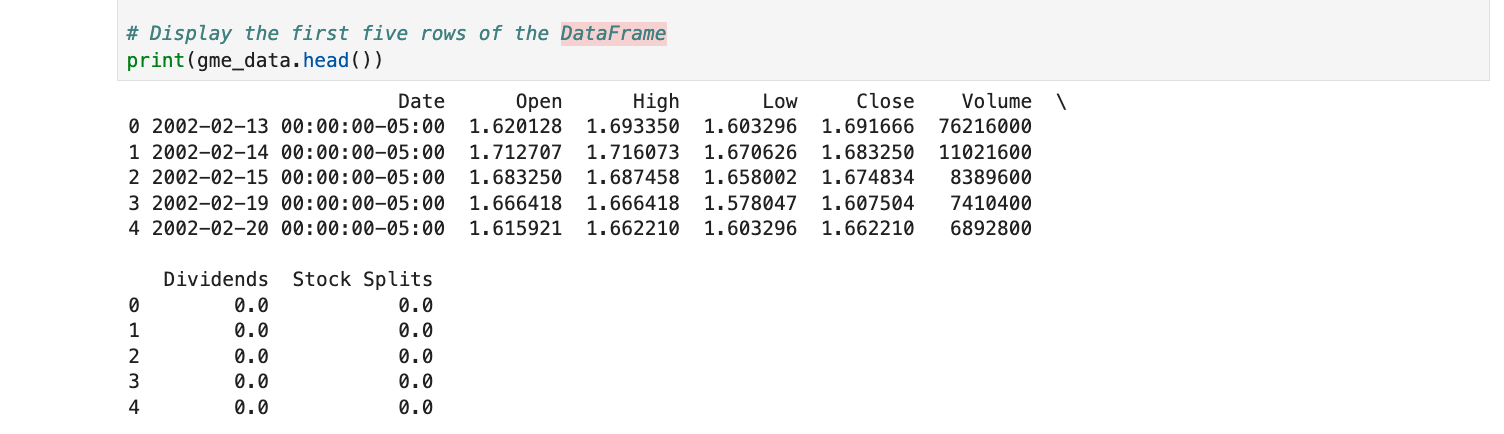 # Display the first five rows of the DataFrame
print(gme_data.head())
                       Date      Open      High       Low     Close    Volume  \
0 2002-02-13 00:00:00-05:00  1.620128  1.693350  1.603296  1.691666  76216000
1 2002-02-14 00:00:00-05:00  1.712707  1.716073  1.670626  1.683250  11021600
2 2002-02-15 00:00:00-05:00  1.683250  1.687458  1.658002  1.674834   8389600
3 2002-02-19 00:00:00-05:00  1.666418  1.666418  1.578047  1.607504   7410400
4 2002-02-20 00:00:00-05:00  1.615921  1.662210  1.603296  1.662210   6892800
   Dividends  Stock Splits
0        0.0           0.0
1        0.0           0.0
2        0.0           0.0
3        0.0           0.0
4        0.0           0.0